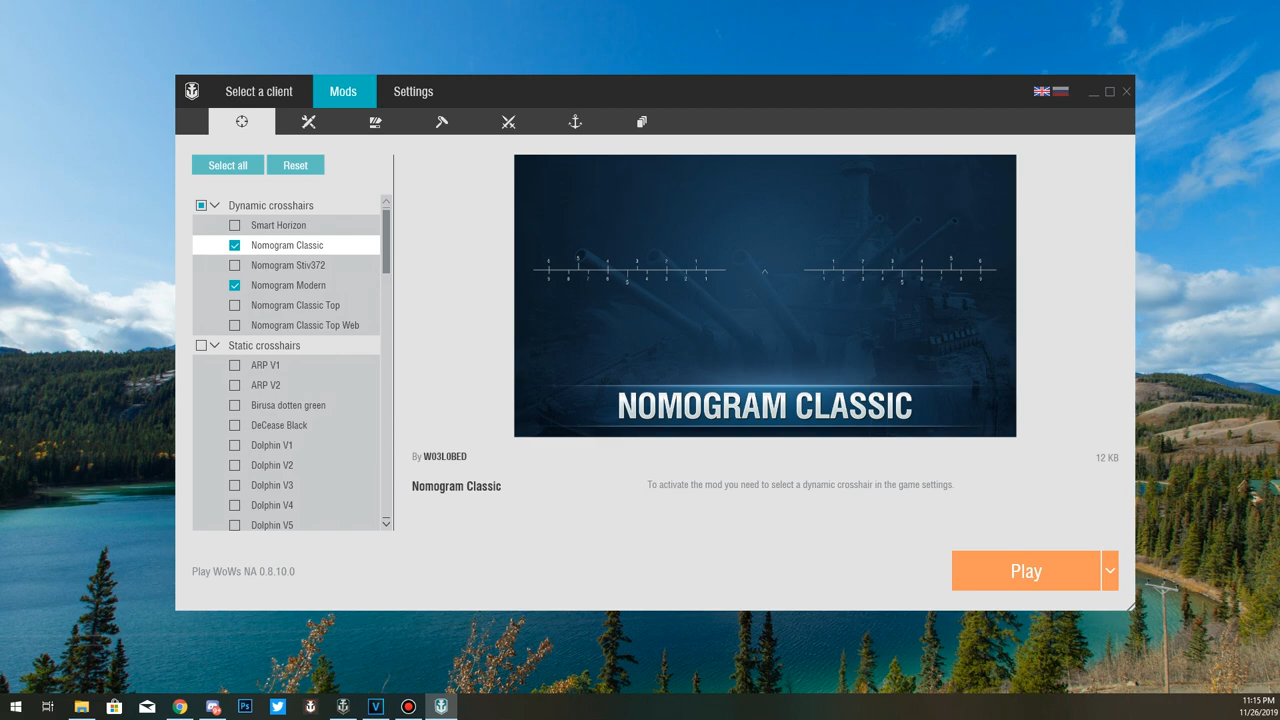 Select a client
Mods
Settings
Select all
Reset
Dynamic crosshairs
Smart Horizon
Nomogram Classic
Nomogram Stiv372
Nomogram Modern
Nomogram Classic Top
Nomogram Classic Top Web
Static crosshairs
ARP V1
ARP V2
Birusa dotten green
DeCease Black
Dolphin V1
Dolphin V2
Dolphin V3
Dolphin V4
Dolphin V5
NOMOGRAM CLASSIC
By W03L0BED
12 KB
Nomogram Classic
To activate the mod you need to select a dynamic crosshair in the game settings.
Play WoWs NA 0.8.10.0
Play
Ps
V
11:15 PM
11/26/2019